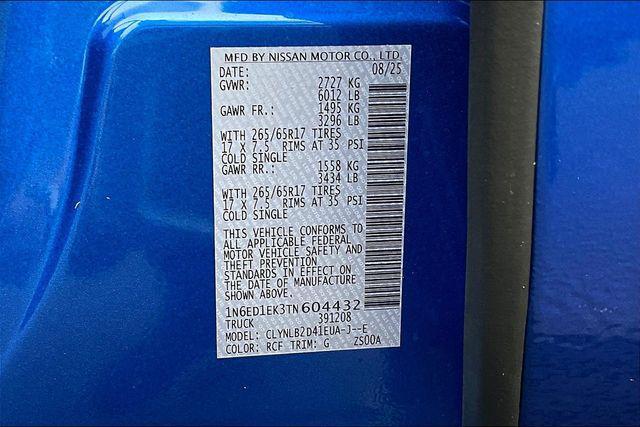 MFD BY NISSAN MOTOR CO., LTD.
DATE: 08/25
GVWR: 2727 KG
6012 LB
GAWR FR.: 1495 KG
3296 LB
WITH 265/65R17 TIRES
17 X 7.5 RIMS AT 35 PSI
COLD SINGLE
GAWR RR.: 1558 KG
3434 LB
WITH 265/65R17 TIRES
17 X 7.5 RIMS AT 35 PSI
COLD SINGLE
THIS VEHICLE CONFORMS TO
ALL APPLICABLE FEDERAL
MOTOR VEHICLE SAFETY AND
THEFT PREVENTION
STANDARDS IN EFFECT ON
THE DATE OF MANUFACTURE
SHOWN ABOVE.
1N6ED1EK3TN604432
TRUCK 391208
MODEL: CLYNLB2D41EUA-J--E
COLOR: RCF TRIM: G ZS00A